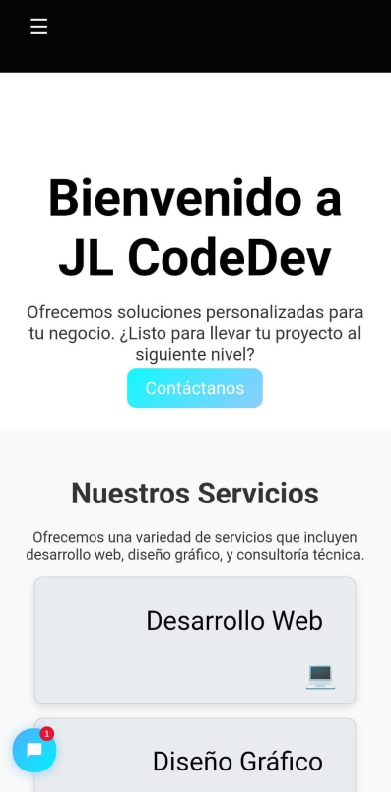 ☰
Bienvenido a
JL CodeDev
Ofrecemos soluciones personalizadas para
tu negocio. ¿Listo para llevar tu proyecto al
siguiente nivel?
Contáctanos
Nuestros Servicios
Ofrecemos una variedad de servicios que incluyen
desarrollo web, diseño gráfico, y consultoría técnica.
Desarrollo Web
1
Diseño Gráfico